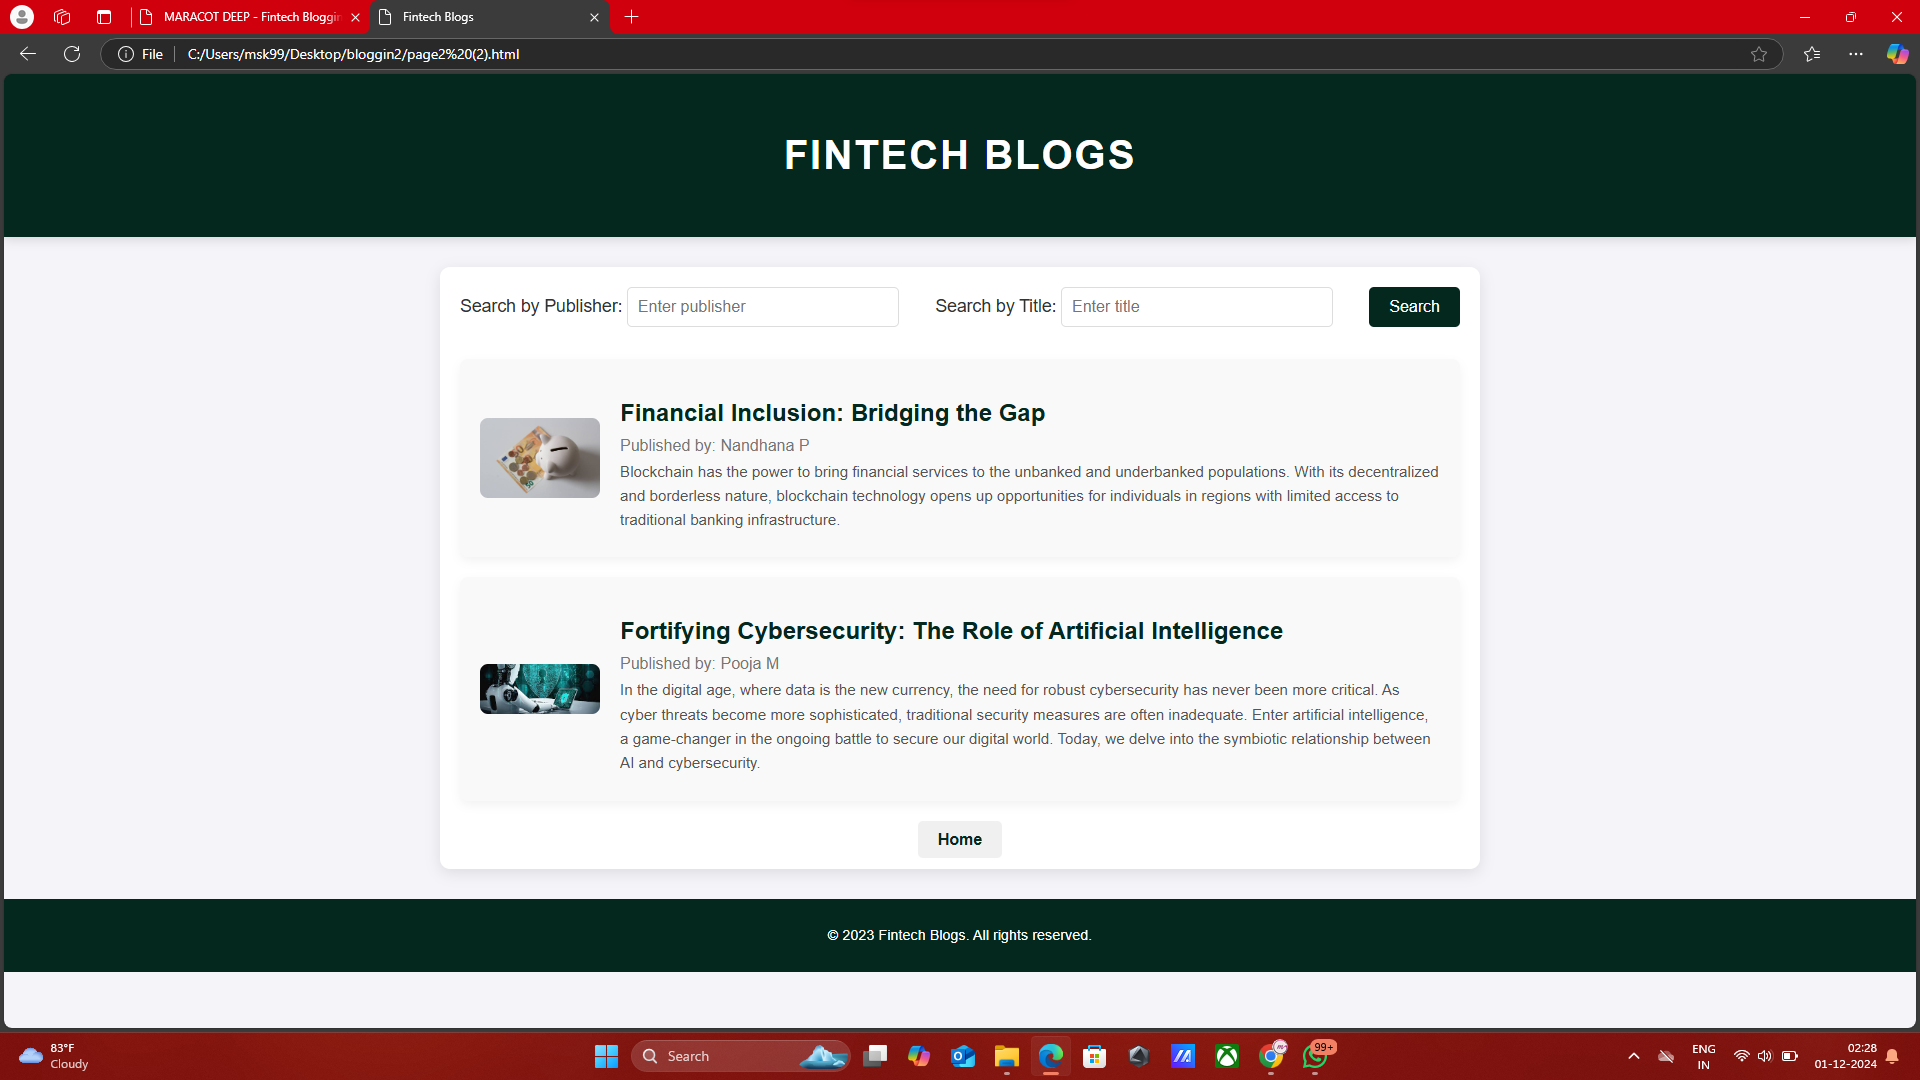 MARACOT DEEP - Fintech Bloggin
Fintech Blogs
File
C:/Users/msk99/Desktop/bloggin2/page2%20(2).html
FINTECH BLOGS
Search by Publisher: Enter publisher Search by Title: Enter title Search
Financial Inclusion: Bridging the Gap
Published by: Nandhana P
Blockchain has the power to bring financial services to the unbanked and underbanked populations. With its decentralized
and borderless nature, blockchain technology opens up opportunities for individuals in regions with limited access to
traditional banking infrastructure.
Fortifying Cybersecurity: The Role of Artificial Intelligence
Published by: Pooja M
In the digital age, where data is the new currency, the need for robust cybersecurity has never been more critical. As
cyber threats become more sophisticated, traditional security measures are often inadequate. Enter artificial intelligence,
a game-changer in the ongoing battle to secure our digital world. Today, we delve into the symbiotic relationship between
AI and cybersecurity.
Home
© 2023 Fintech Blogs. All rights reserved.
83°F
Cloudy
Search
99+
ENG
IN
02:28
01-12-2024